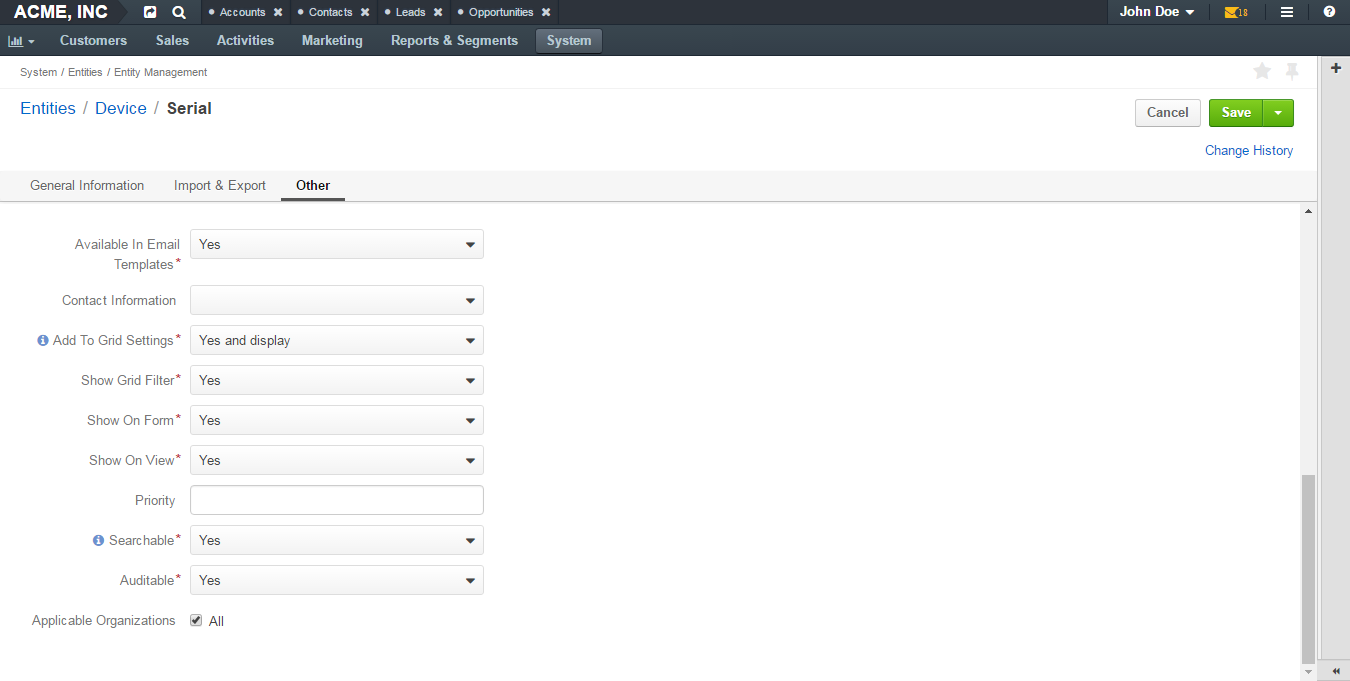 ACME, INC Accounts Contacts Leads Opportunities John Doe 18
Customers Sales Activities Marketing Reports & Segments System
System / Entities / Entity Management
Entities / Device / Serial
Cancel Save
Change History
General Information Import & Export Other
Available In Email Yes
Templates*
Contact Information
Add To Grid Settings* Yes and display
Show Grid Filter* Yes
Show On Form* Yes
Show On View* Yes
Priority
Searchable* Yes
Auditable* Yes
Applicable Organizations All